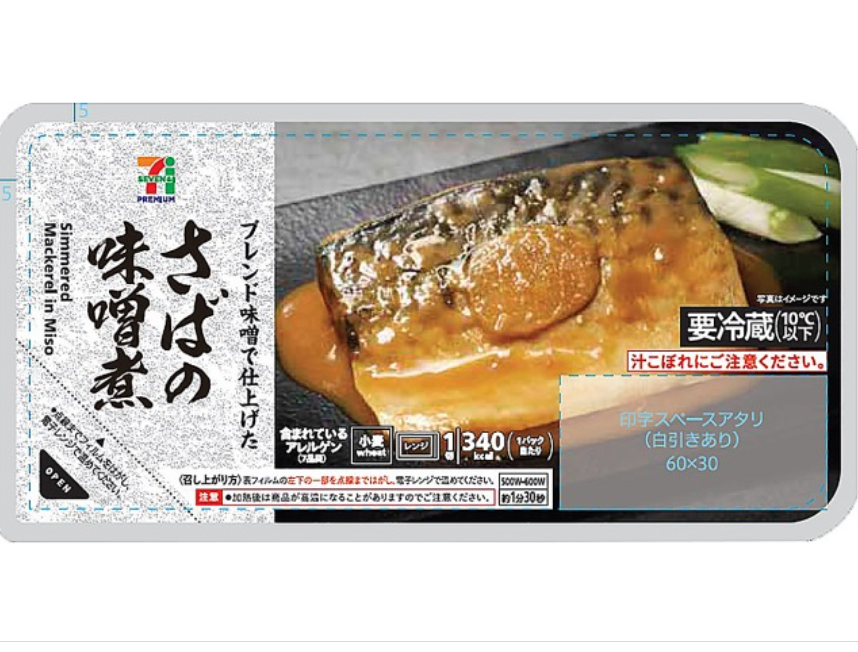 5
5
SEVEN&i
PREMIUM
ブレンド味噌で仕上げた
さばの
味噌煮
Simmered
Mackerel in Miso
●点線までフィルムをはがし、
電子レンジで温めてください。
OPEN
写真はイメージです
要冷蔵(10℃以下)
汁こぼれにご注意ください。
印字スペースアタリ
(白引きあり)
60×30
含まれている
アレルゲン
(7品目)
小麦
wheat
レンジ
1
340
kcal
(1パック当たり)
〈召し上がり方〉表フィルムの左下の一部を点線まではがし、電子レンジで温めてください。
500W-600W
約1分30秒
注意 ●加熱後は商品が高温になることがありますのでご注意ください。